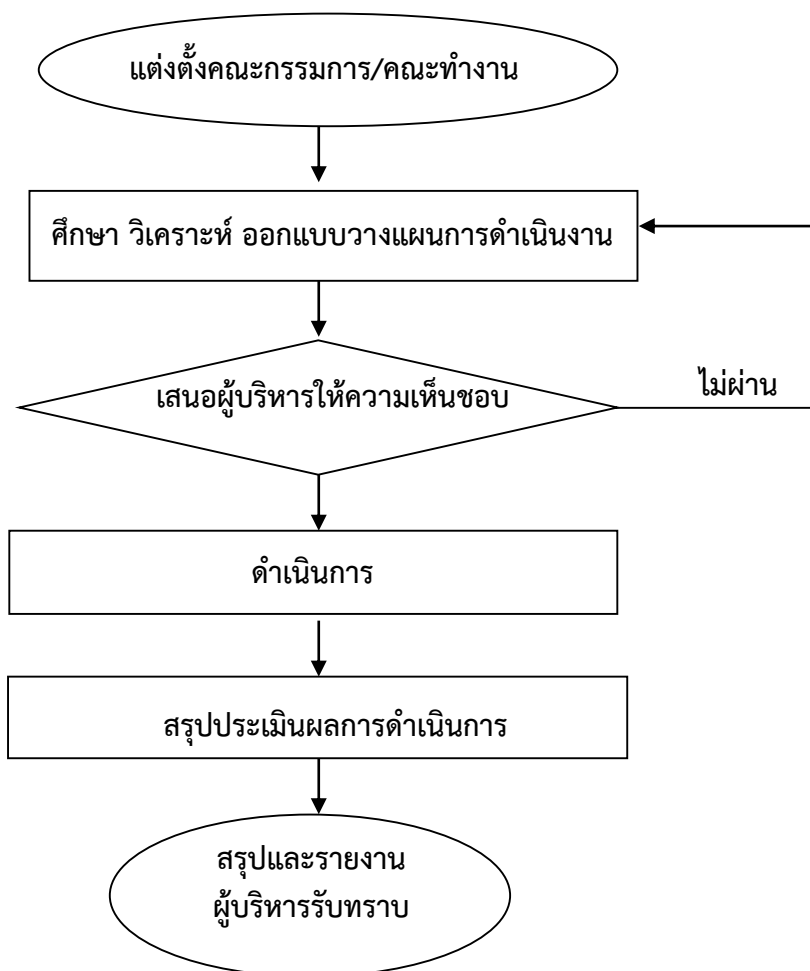 แต่งตั้งคณะกรรมการ/คณะทำงาน
ศึกษา วิเคราะห์ ออกแบบวางแผนการดำเนินงาน
เสนอผู้บริหารให้ความเห็นชอบ
ไม่ผ่าน
ดำเนินการ
สรุปประเมินผลการดำเนินการ
สรุปและรายงาน
ผู้บริหารรับทราบ